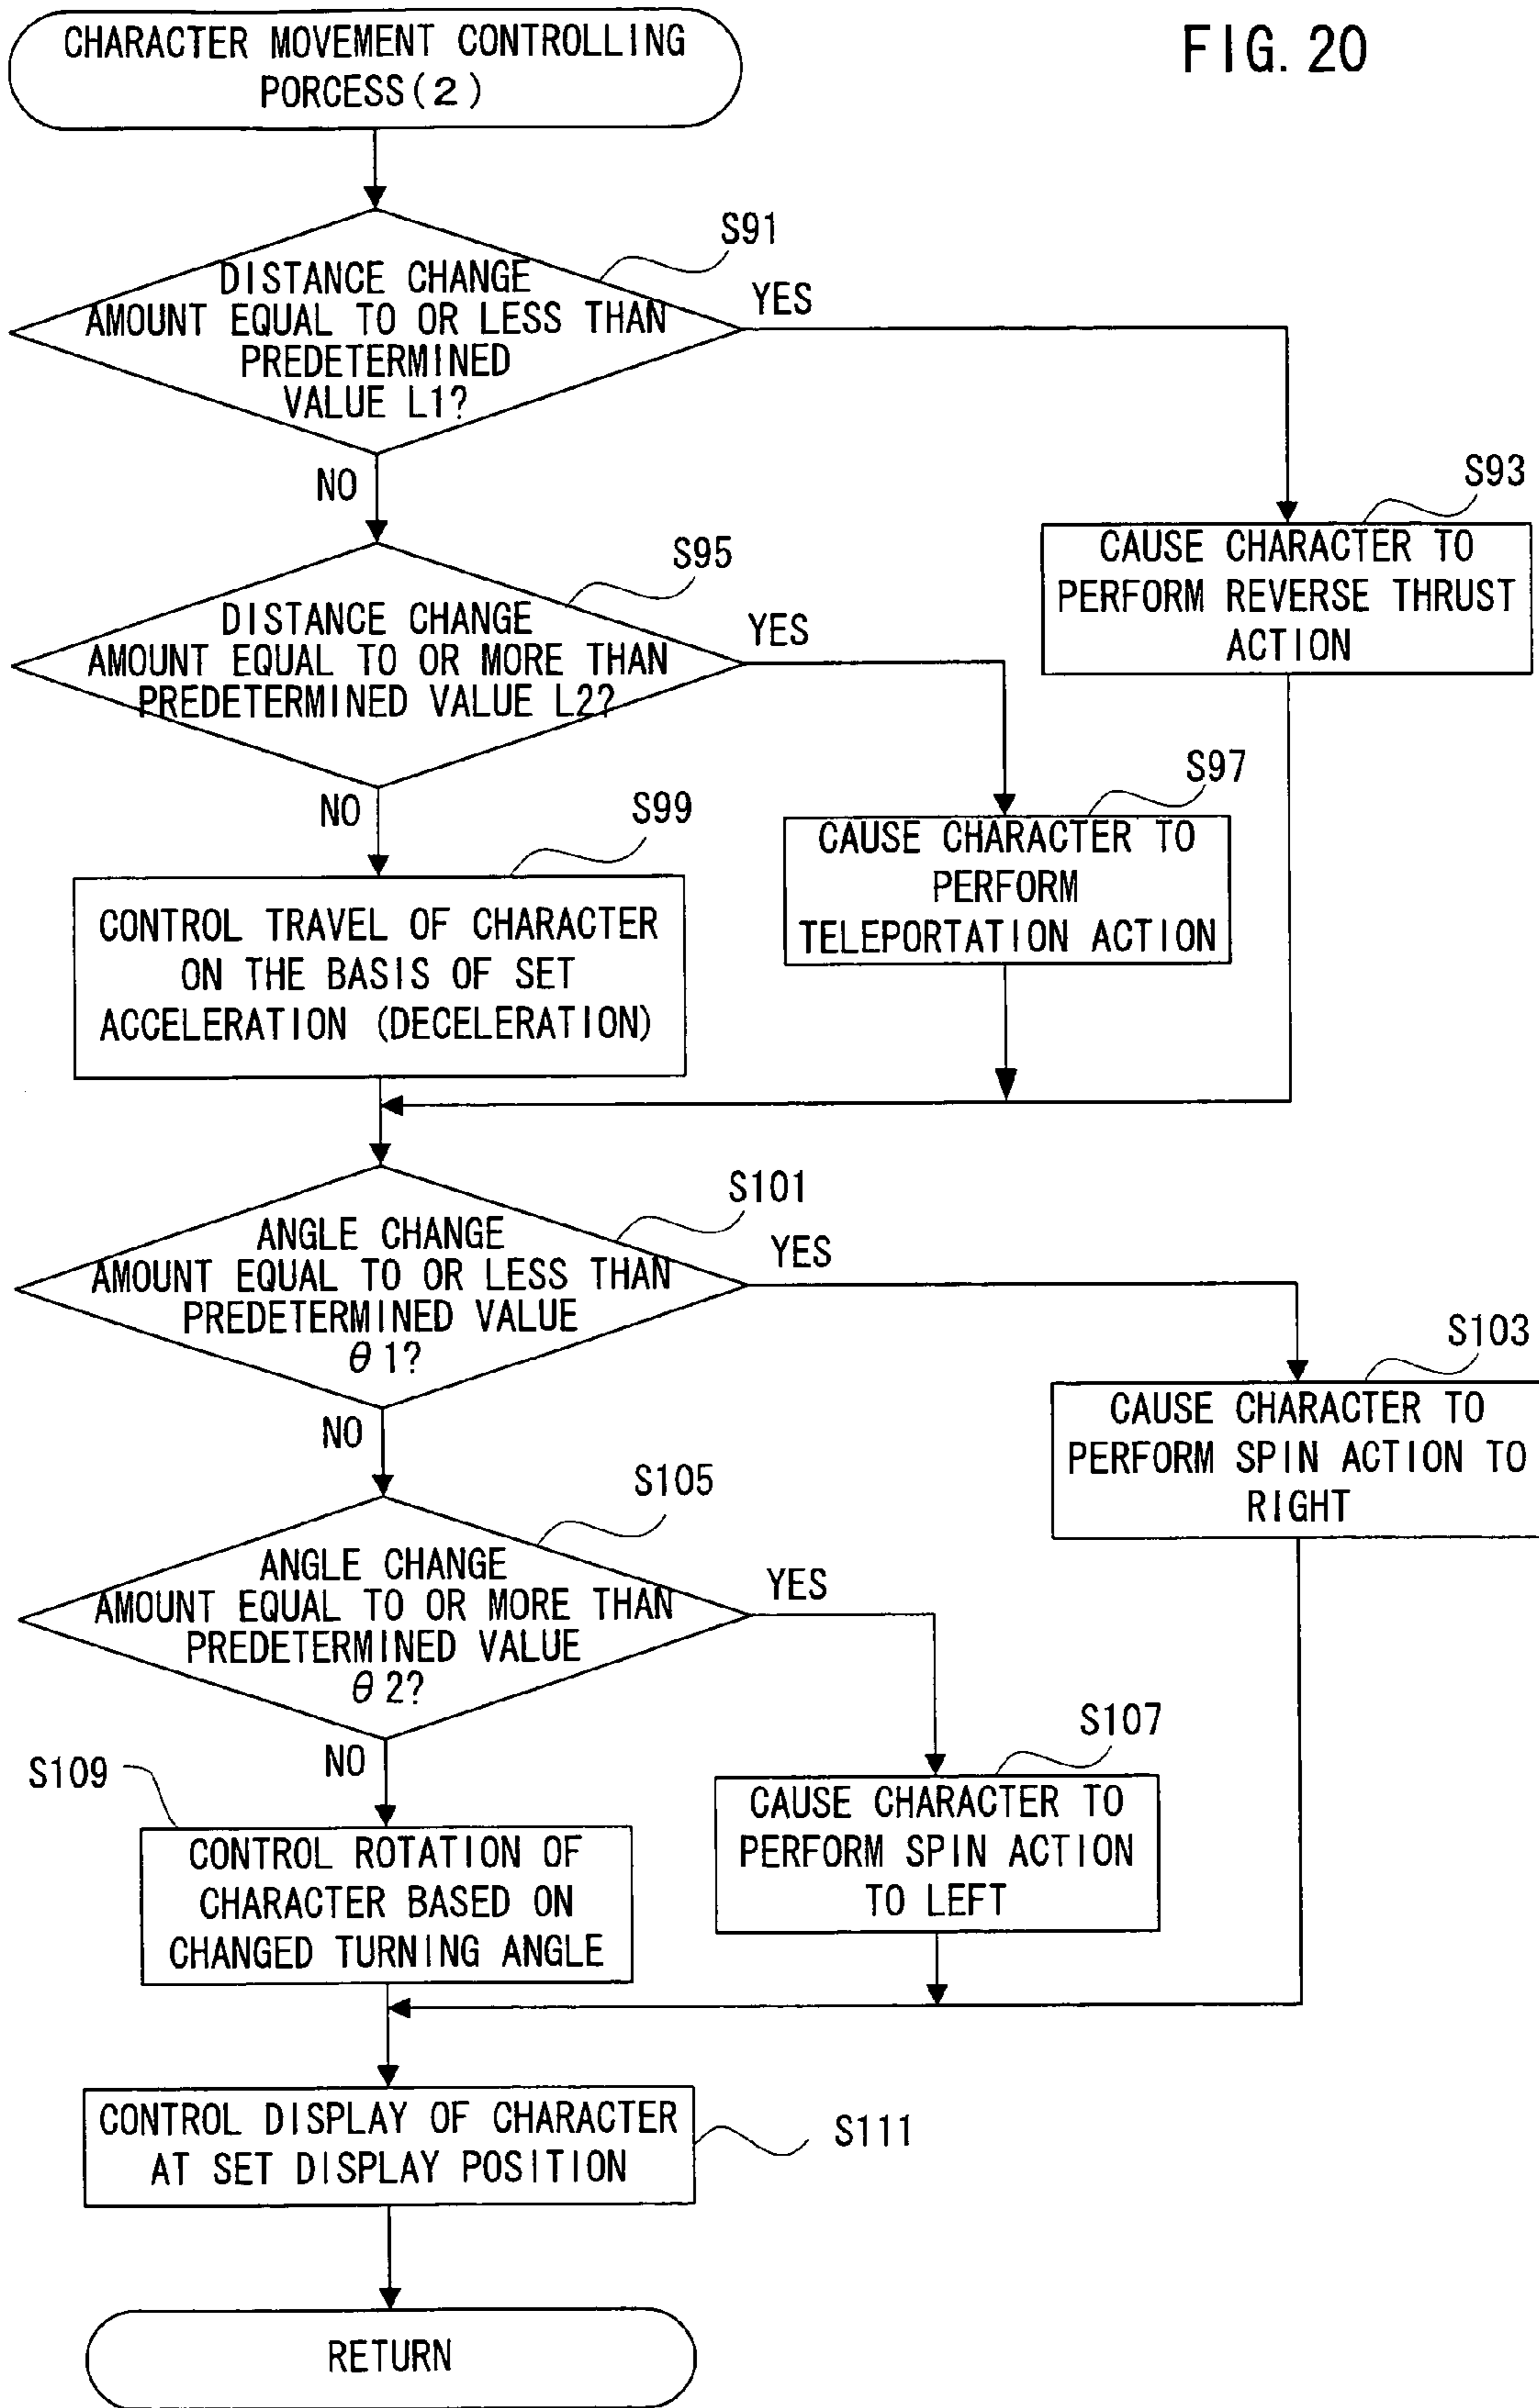 CHARACTER MOVEMENT CONTROLLING
PORCESS(2)
FIG. 20
S91
DISTANCE CHANGE
AMOUNT EQUAL TO OR LESS THAN
PREDETERMINED
VALUE L1?
YES
NO
S93
CAUSE CHARACTER TO
PERFORM REVERSE THRUST
ACTION
S95
DISTANCE CHANGE
AMOUNT EQUAL TO OR MORE THAN
PREDETERMINED VALUE L2?
YES
NO
S97
CAUSE CHARACTER TO
PERFORM
TELEPORTATION ACTION
S99
CONTROL TRAVEL OF CHARACTER
ON THE BASIS OF SET
ACCELERATION (DECELERATION)
S101
ANGLE CHANGE
AMOUNT EQUAL TO OR LESS THAN
PREDETERMINED VALUE
θ1?
YES
NO
S103
CAUSE CHARACTER TO
PERFORM SPIN ACTION TO
RIGHT
S105
ANGLE CHANGE
AMOUNT EQUAL TO OR MORE THAN
PREDETERMINED VALUE
θ2?
YES
NO
S107
CAUSE CHARACTER TO
PERFORM SPIN ACTION
TO LEFT
S109
CONTROL ROTATION OF
CHARACTER BASED ON
CHANGED TURNING ANGLE
CONTROL DISPLAY OF CHARACTER
AT SET DISPLAY POSITION
S111
RETURN